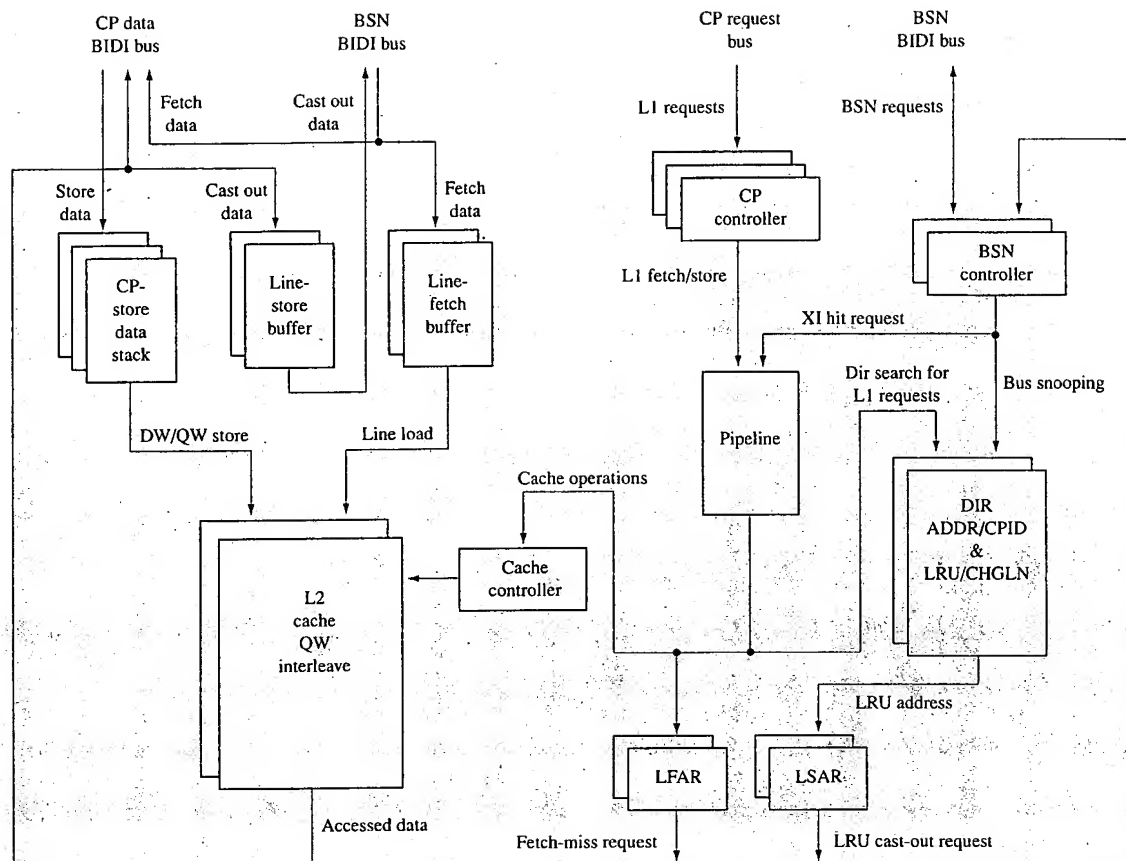 CP data
BIDI bus
BSN
BIDI bus
CP request
bus
BSN
BIDI bus
Fetch
data
Cast out
data
L1 requests
BSN requests
Store
data
Cast out
data
Fetch
data
CP
controller
BSN
controller
CP-
store
data
stack
Line-
store
buffer
Line-
fetch
buffer
L1 fetch/store
XI hit request
Dir search for
L1 requests
Bus snooping
Pipeline
DW/QW store
Line load
Cache operations
DIR
ADDR/CPID
&
LRU/CHGLN
Cache
controller
L2
cache
QW
interleave
LRU address
LFAR
LSAR
Accessed data
Fetch-miss request
LRU cast-out request